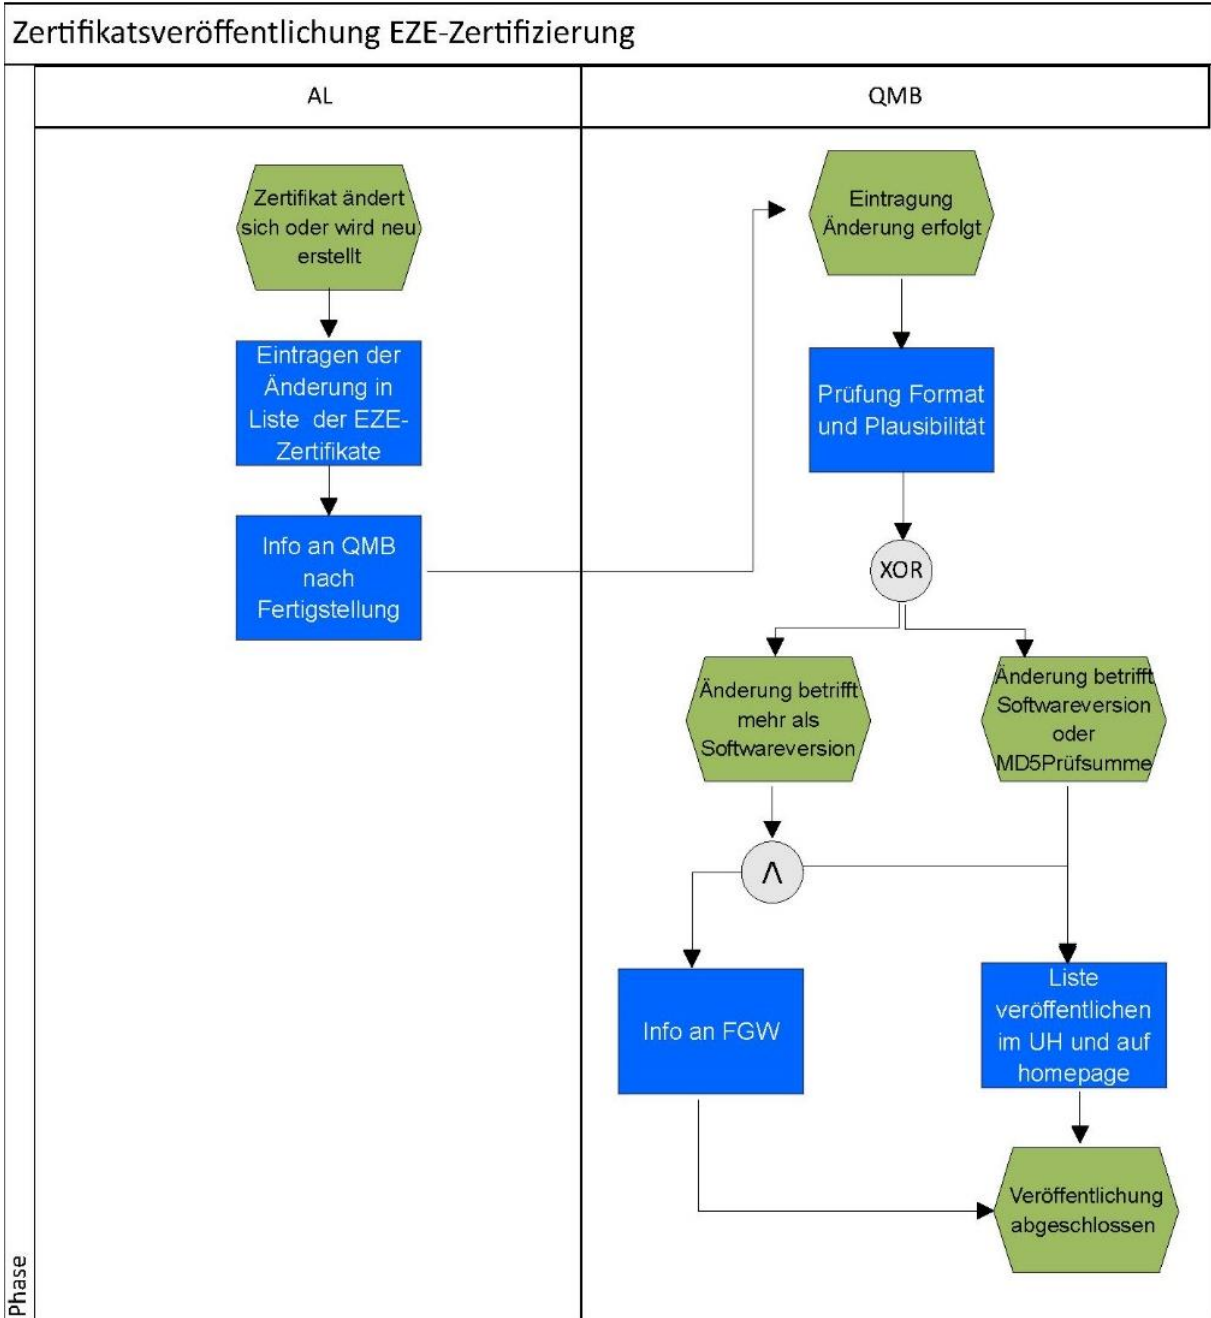 Zertifikatsveröffentlichung EZE-Zertifizierung
AL
QMB
Zertifikat ändert
sich oder wird neu
erstellt
Eintragen der
Änderung in
Liste der EZE-
Zertifikate
Info an QMB
nach
Fertigstellung
Eintragung
Änderung erfolgt
Prüfung Format
und Plausibilität
XOR
Änderung betrifft
mehr als
Softwareversion
Änderung betrifft
Softwareversion
oder
MD5Prüfsumme
Λ
Info an FGW
Liste
veröffentlichen
im UH und auf
homepage
Veröffentlichung
abgeschlossen
Phase